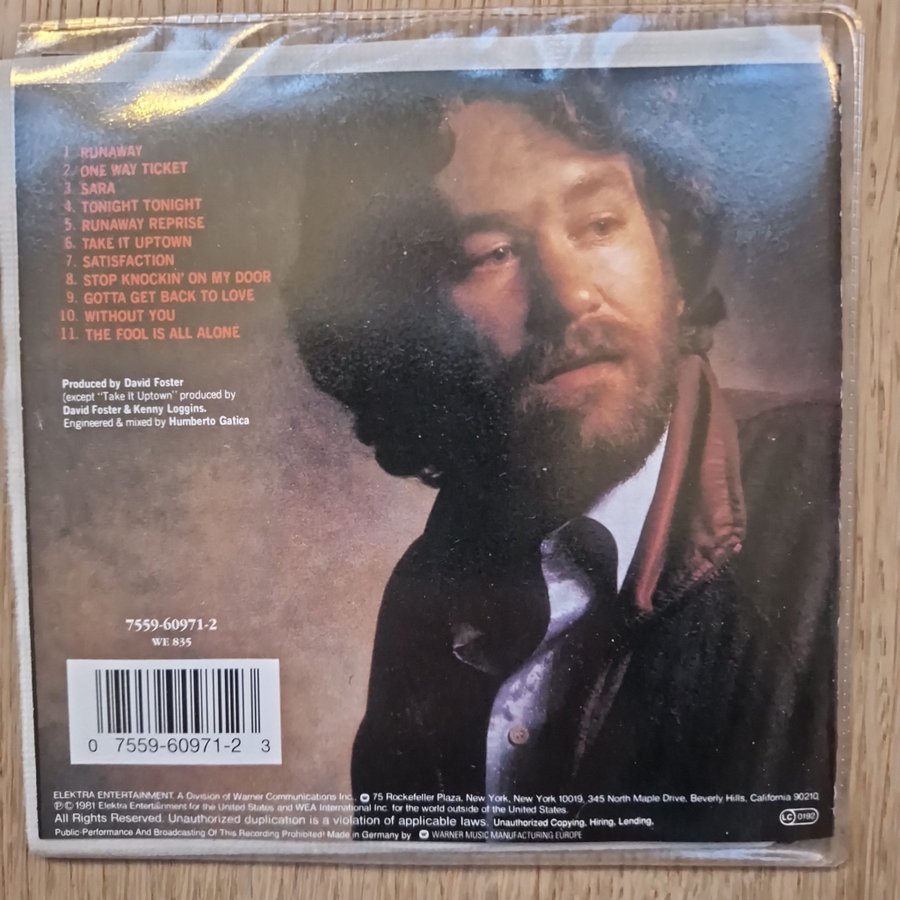 1. RUNAWAY
2. ONE WAY TICKET
3. SARA
4. TONIGHT TONIGHT
5. RUNAWAY REPRISE
6. TAKE IT UPTOWN
7. SATISFACTION
8. STOP KNOCKIN' ON MY DOOR
9. GOTTA GET BACK TO LOVE
10. WITHOUT YOU
11. THE FOOL IS ALL ALONE
Produced by David Foster
(except "Take It Uptown" produced by
David Foster & Kenny Loggins.
Engineered & mixed by Humberto Gatica
7559-60971-2
WE 835
0 7559-60971-2 3
ELEKTRA ENTERTAINMENT, A Division of Warner Communications Inc., 75 Rockefeller Plaza, New York, New York 10019, 345 North Maple Drive, Beverly Hills, California 90210
℗© 1981 Elektra Entertainment for the United States and WEA International Inc. for the world outside of the United States.
All Rights Reserved. Unauthorized duplication is a violation of applicable laws. Unauthorized Copying, Hiring, Lending,
Public-Performance And Broadcasting Of This Recording Prohibited! Made in Germany by WARNER MUSIC MANUFACTURING EUROPE
LC 0192